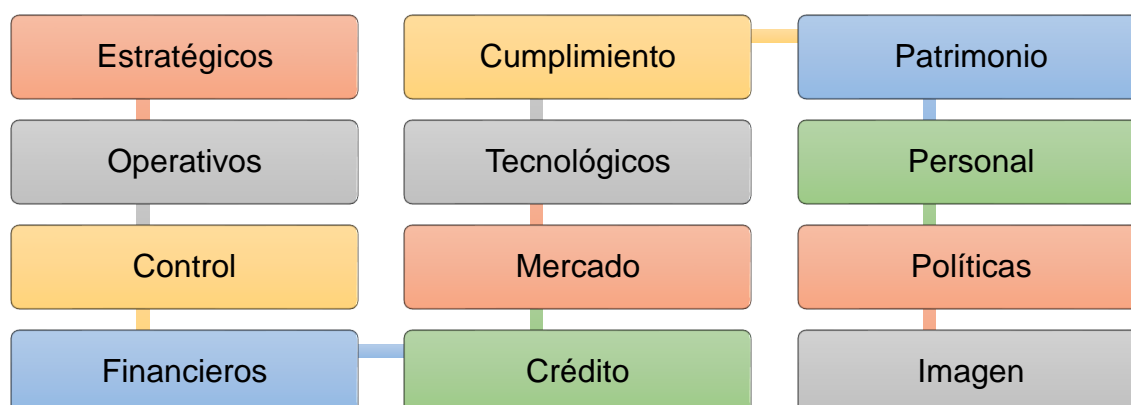 Estratégicos
Operativos
Control
Financieros
Crédito
Mercado
Tecnológicos
Cumplimiento
Patrimonio
Personal
Políticas
Imagen